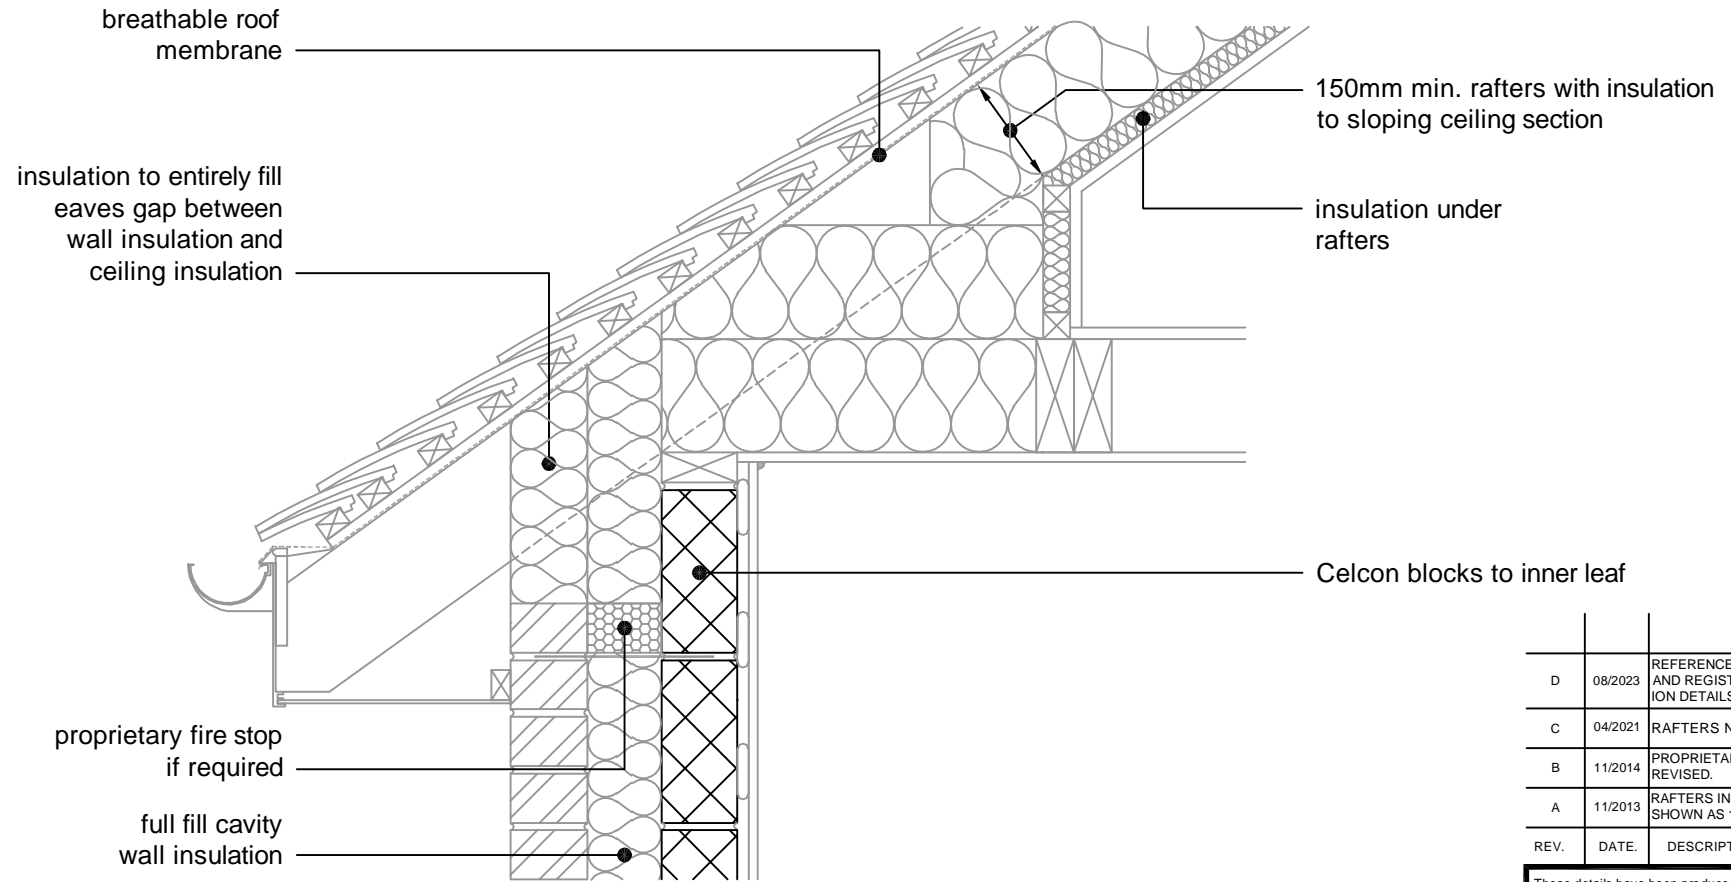 breathable roof
membrane
150mm min. rafters with insulation
to sloping ceiling section
insulation to entirely fill
eaves gap between
wall insulation and
ceiling insulation
insulation under
rafters
Celcon blocks to inner leaf
proprietary fire stop
if required
full fill cavity
wall insulation
D 08/2023 REFERENCE
AND REGIST
ION DETAILS
C 04/2021 RAFTERS N
B 11/2014 PROPRIETA
REVISED.
A 11/2013 RAFTERS IN
SHOWN AS
REV. DATE. DESCRIPT